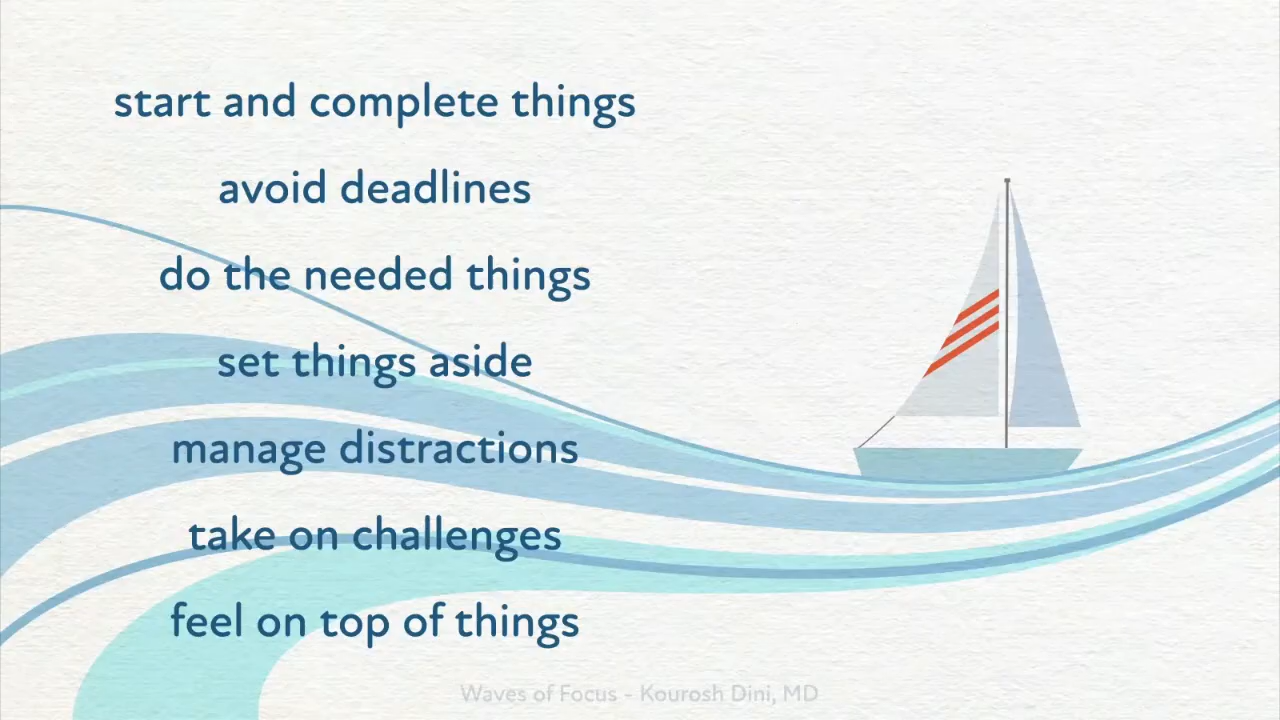 start and complete things
avoid deadlines
do the needed things
set things aside
manage distractions
take on challenges
feel on top of things
Waves of Focus - Kourosh Dini, MD